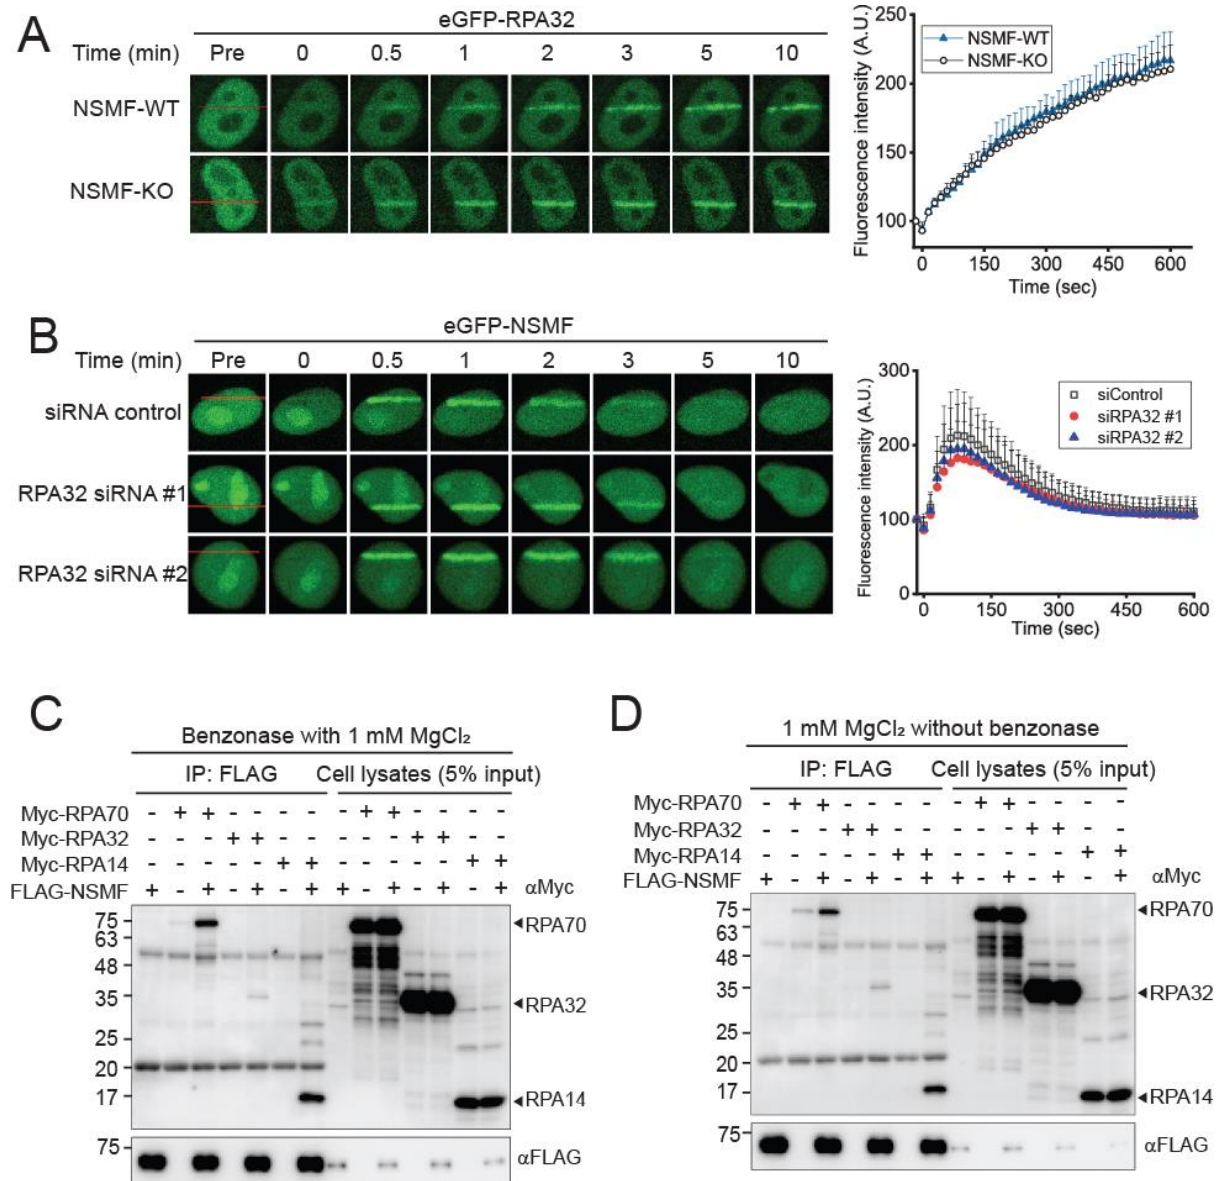 A
eGFP-RPA32
Time (min) Pre 0 0.5 1 2 3 5 10
NSMF-WT
NSMF-KO
Fluorescence intensity (A.U.)
250
200
150
100
NSMF-WT
NSMF-KO
0 150 300 450 600
Time (sec)
B
eGFP-NSMF
Time (min) Pre 0 0.5 1 2 3 5 10
siRNA control
RPA32 siRNA #1
RPA32 siRNA #2
Fluorescence intensity (A.U.)
300
200
100
0
siControl
siRPA32 #1
siRPA32 #2
0 150 300 450 600
Time (sec)
C
Benzonase with 1 mM MgCl₂
IP: FLAG Cell lysates (5% input)
Myc-RPA70 - + + - - - - - + + - - - -
Myc-RPA32 - - - + + - - - - - + + - -
Myc-RPA14 - - - - - + + - - - - - + +
FLAG-NSMF + - + - + - + + - + - + - + αMyc
75 ◄RPA70
63
48
35 ◄RPA32
25
20
17 ◄RPA14
75 αFLAG
D
1 mM MgCl₂ without benzonase
IP: FLAG Cell lysates (5% input)
Myc-RPA70 - + + - - - - - + + - - - -
Myc-RPA32 - - - + + - - - - - + + - -
Myc-RPA14 - - - - - + + - - - - - + +
FLAG-NSMF + - + - + - + + - + - + - + αMyc
75 ◄RPA70
63
48
35 ◄RPA32
25
20
17 ◄RPA14
75 αFLAG